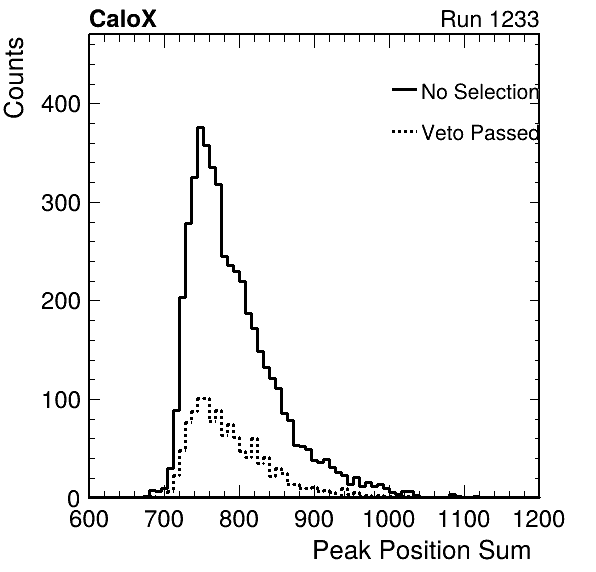 CaloX Run 1233
Counts
No Selection
Veto Passed
400
300
200
100
0
600 700 800 900 1000 1100 1200
Peak Position Sum